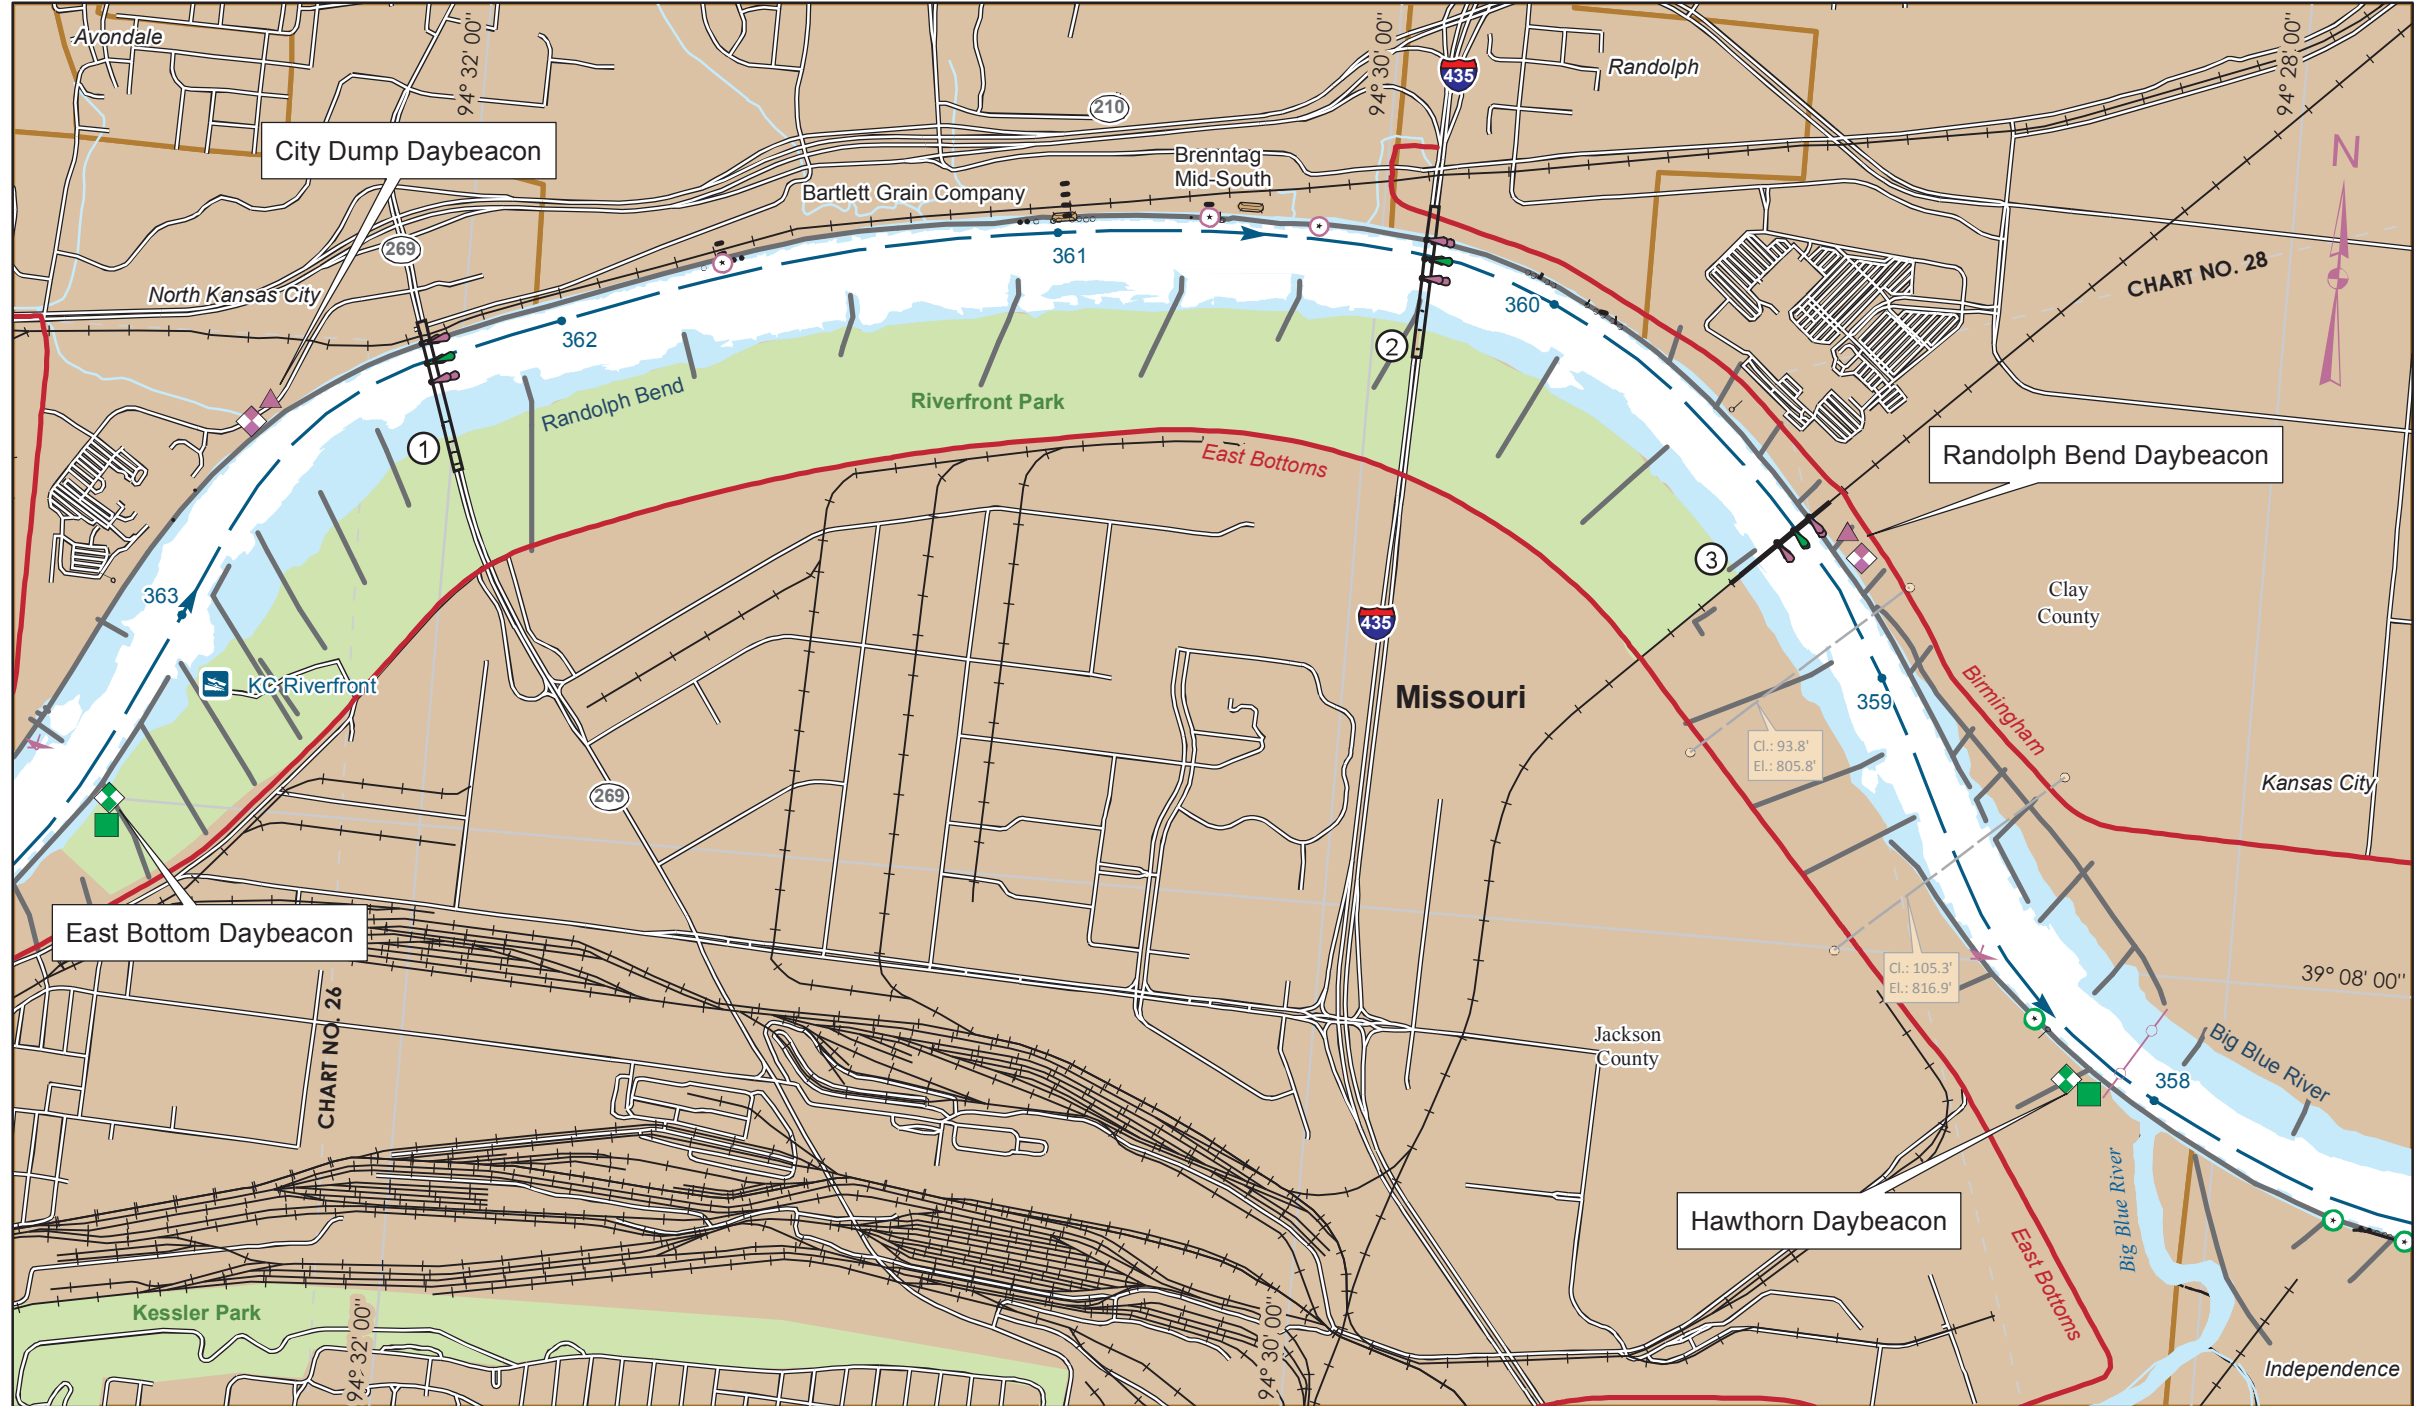 Avondale
94° 32' 00"
94° 30' 00"
435
Randolph
94° 28' 00"
210
City Dump Daybeacon
N
Brenntag
Mid-South
Bartlett Grain Company
269
361
CHART NO. 28
North Kansas City
360
362
2
Randolph Bend
Riverfront Park
1
East Bottoms
Randolph Bend Daybeacon
3
363
Clay
County
435
KC Riverfront
Missouri
359
Birmingham
Cl.: 93.8'
El.: 805.8'
Kansas City
269
East Bottom Daybeacon
Cl.: 105.3'
El.: 816.9'
39° 08' 00"
CHART NO. 26
Jackson
County
Big Blue River
358
Hawthorn Daybeacon
Big Blue River
East Bottoms
Kessler Park
94° 32' 00"
94° 30' 00"
Independence